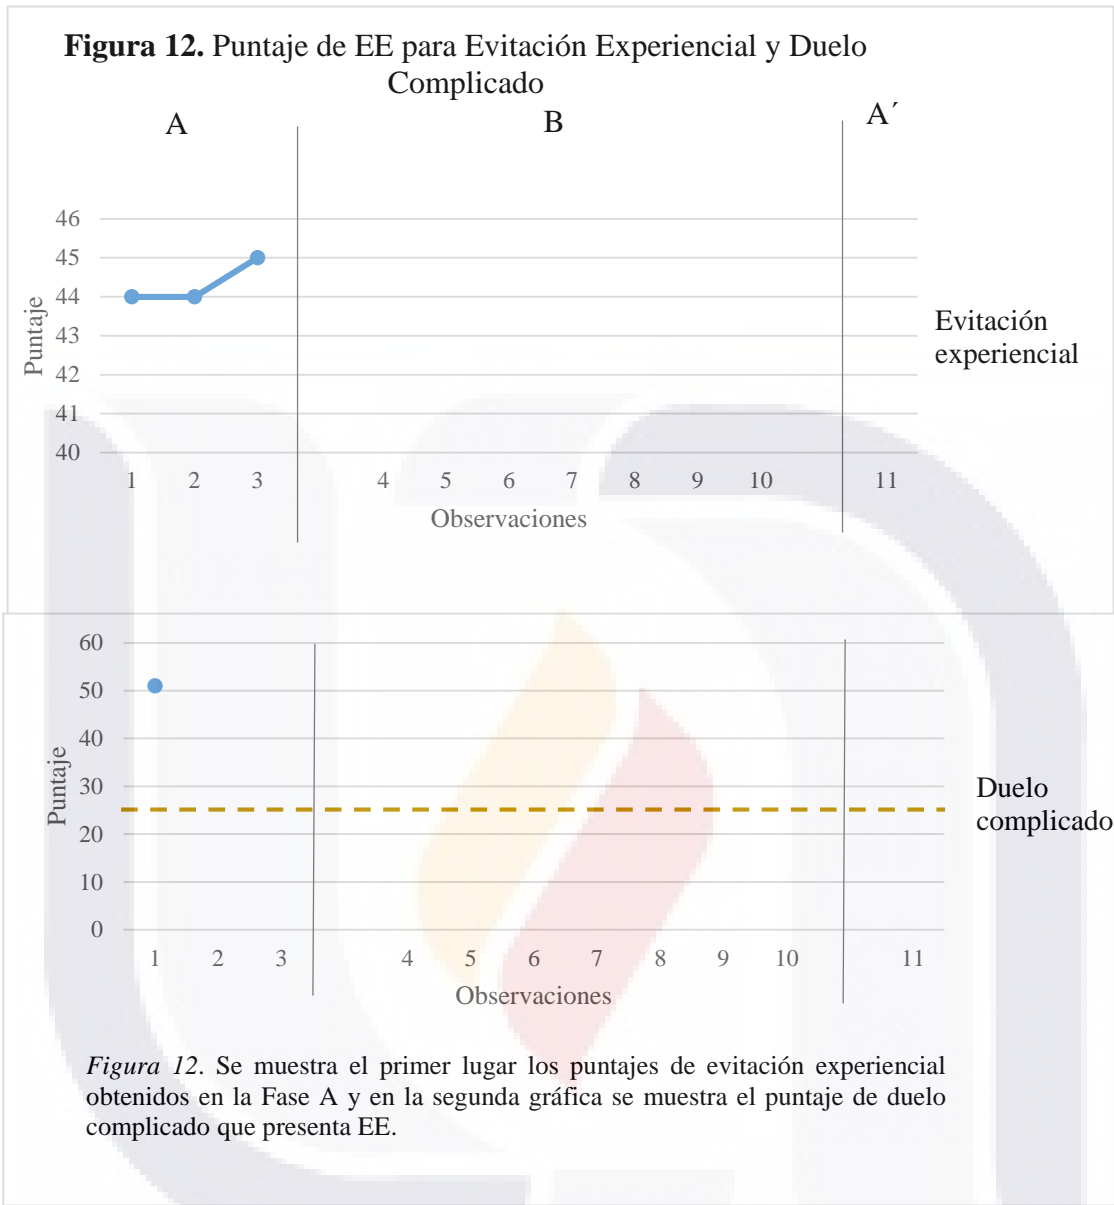 Figura 12. Puntaje de EE para Evitación Experiencial y Duelo
Complicado
A
B
A´
46
45
44
43
42
41
40
Puntaje
1 2 3 4 5 6 7 8 9 10 11
Observaciones
Evitación
experiencial
60
50
40
30
20
10
0
Puntaje
1 2 3 4 5 6 7 8 9 10 11
Observaciones
Duelo
complicado
Figura 12. Se muestra el primer lugar los puntajes de evitación experiencial
obtenidos en la Fase A y en la segunda gráfica se muestra el puntaje de duelo
complicado que presenta EE.